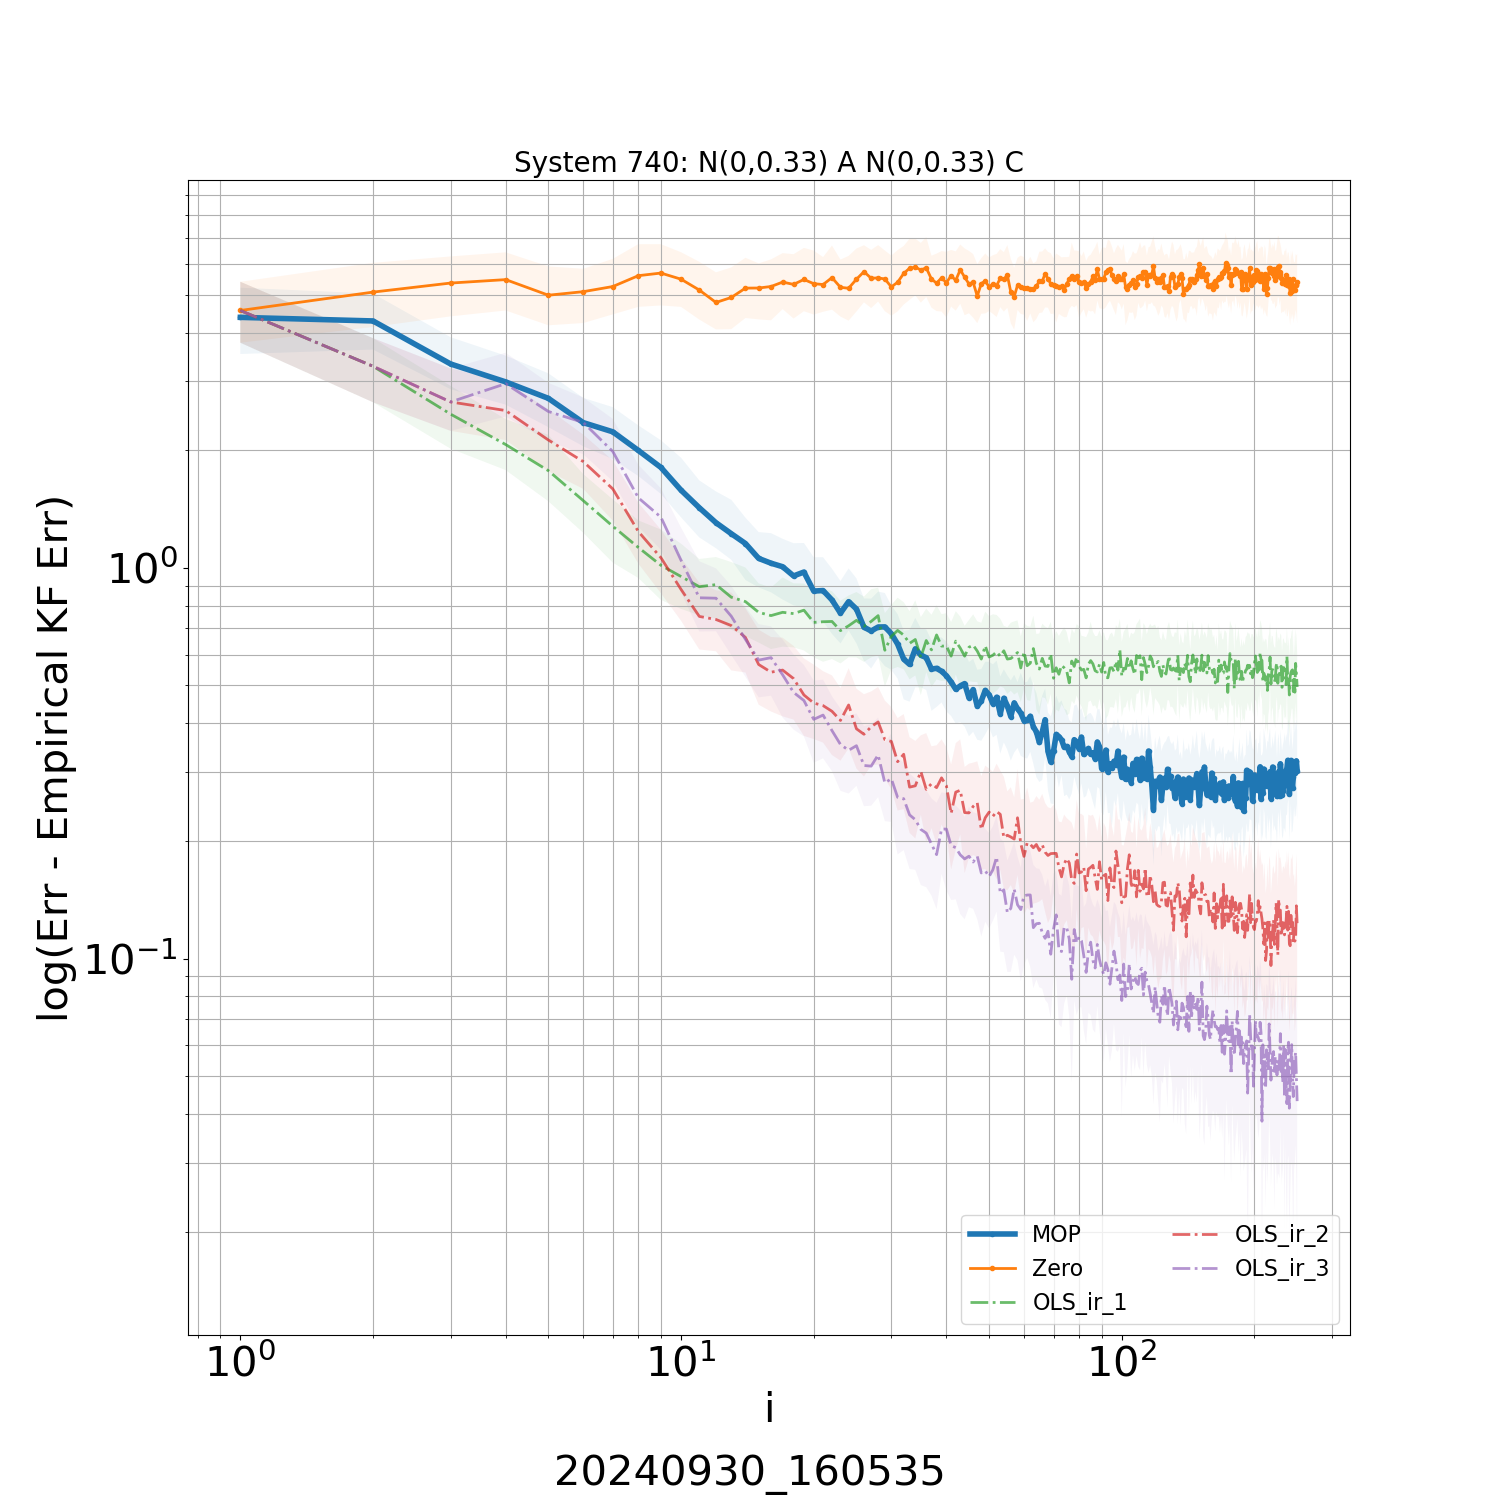 System 740: N(0,0.33) A N(0,0.33) C
log(Err - Empirical KF Err)
10⁰
10⁻¹
10⁰
10¹
10²
i
MOP
Zero
OLS_ir_1
OLS_ir_2
OLS_ir_3
20240930_160535